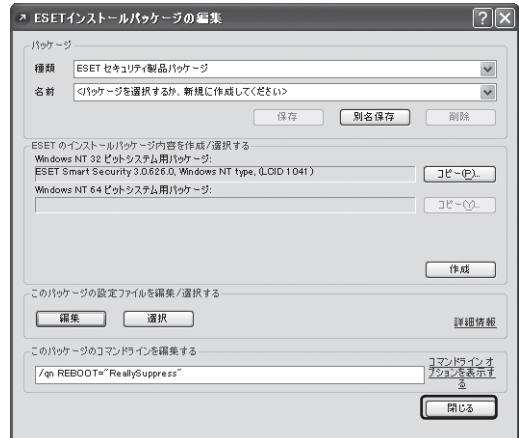 ESETインストールパッケージの編集
パッケージ
種類
ESET セキュリティ製品パッケージ
名前
<パッケージを選択するか、新規に作成してください>
保存
別名保存
削除
ESET のインストールパッケージ内容を作成/選択する
Windows NT 32 ビットシステム用パッケージ:
ESET Smart Security 3.0.626.0, Windows NT type, (LCID 1041)
コピー(P)...
Windows NT 64 ビットシステム用パッケージ:
コピー(Y)...
作成
このパッケージの設定ファイルを編集/選択する
編集
選択
詳細情報
このパッケージのコマンドラインを編集する
/qn REBOOT="ReallySuppress"
コマンドラインオ
プションを表示す
る
閉じる